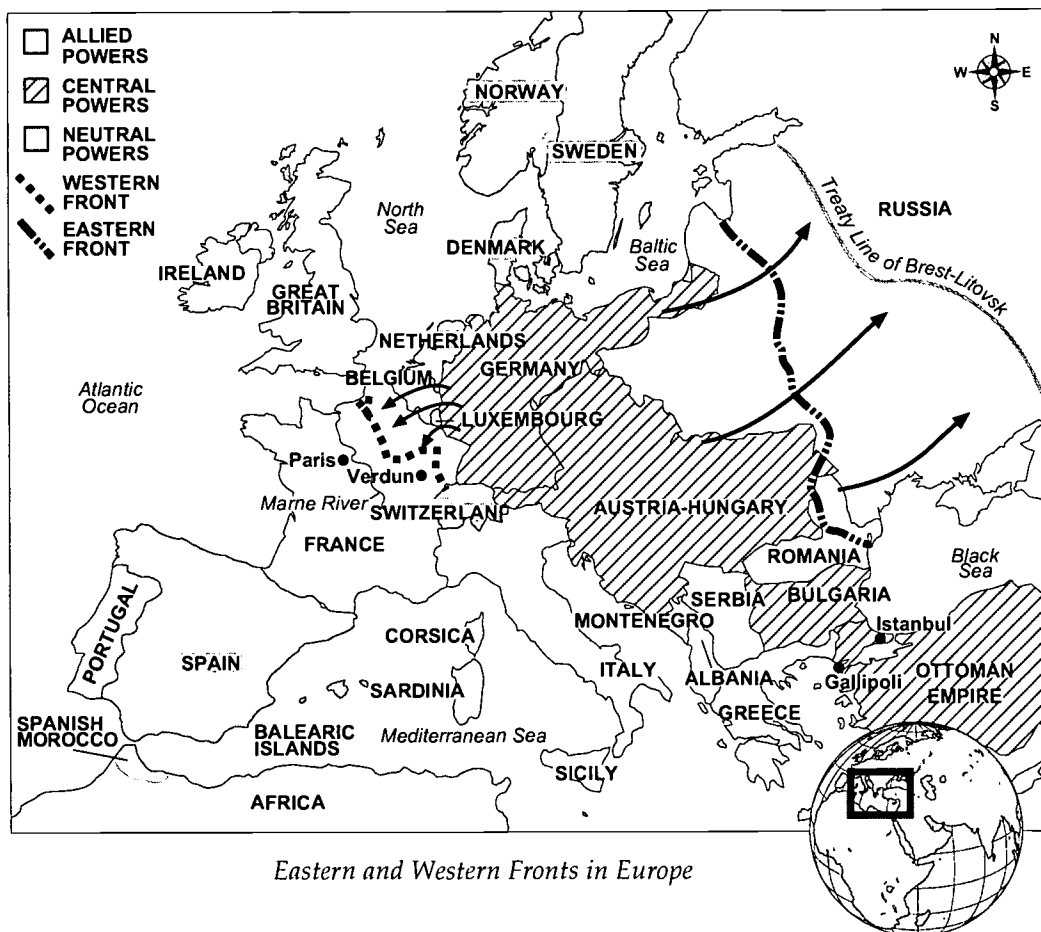 ALLIED
POWERS
CENTRAL
POWERS
NEUTRAL
POWERS
WESTERN
FRONT
EASTERN
FRONT
N
W
E
S
NORWAY
SWEDEN
North
Sea
DENMARK
Baltic
Sea
RUSSIA
Treaty Line of Brest-Litovsk
IRELAND
GREAT
BRITAIN
NETHERLANDS
GERMANY
BELGIUM
LUXEMBOURG
Atlantic
Ocean
Paris
Verdun
Marne River
SWITZERLAND
FRANCE
AUSTRIA-HUNGARY
ROMANIA
Black
Sea
SERBIA
BULGARIA
MONTENEGRO
Istanbul
PORTUGAL
SPAIN
CORSICA
ITALY
ALBANIA
Gallipoli
OTTOMAN
EMPIRE
SARDINIA
GREECE
SPANISH
MOROCCO
BALEARIC
ISLANDS
Mediterranean Sea
SICILY
AFRICA
Eastern and Western Fronts in Europe